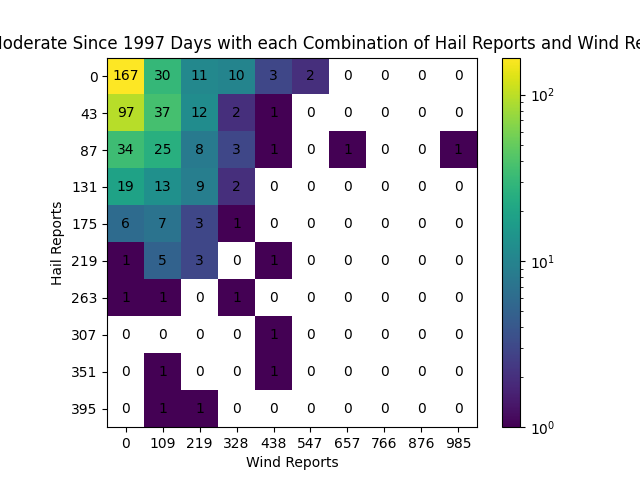 Moderate Since 1997 Days with each Combination of Hail Reports and Wind Re
0 167 30 11 10 3 2 0 0 0 0
43 97 37 12 2 1 0 0 0 0 0
87 34 25 8 3 1 0 1 0 0 1
131 19 13 9 2 0 0 0 0 0 0
175 6 7 3 1 0 0 0 0 0 0
219 1 5 3 0 1 0 0 0 0 0
263 1 1 0 1 0 0 0 0 0 0
307 0 0 0 0 1 0 0 0 0 0
351 0 1 0 0 1 0 0 0 0 0
395 0 1 1 0 0 0 0 0 0 0
0 109 219 328 438 547 657 766 876 985
Wind Reports
Hail Reports
10²
10¹
10⁰